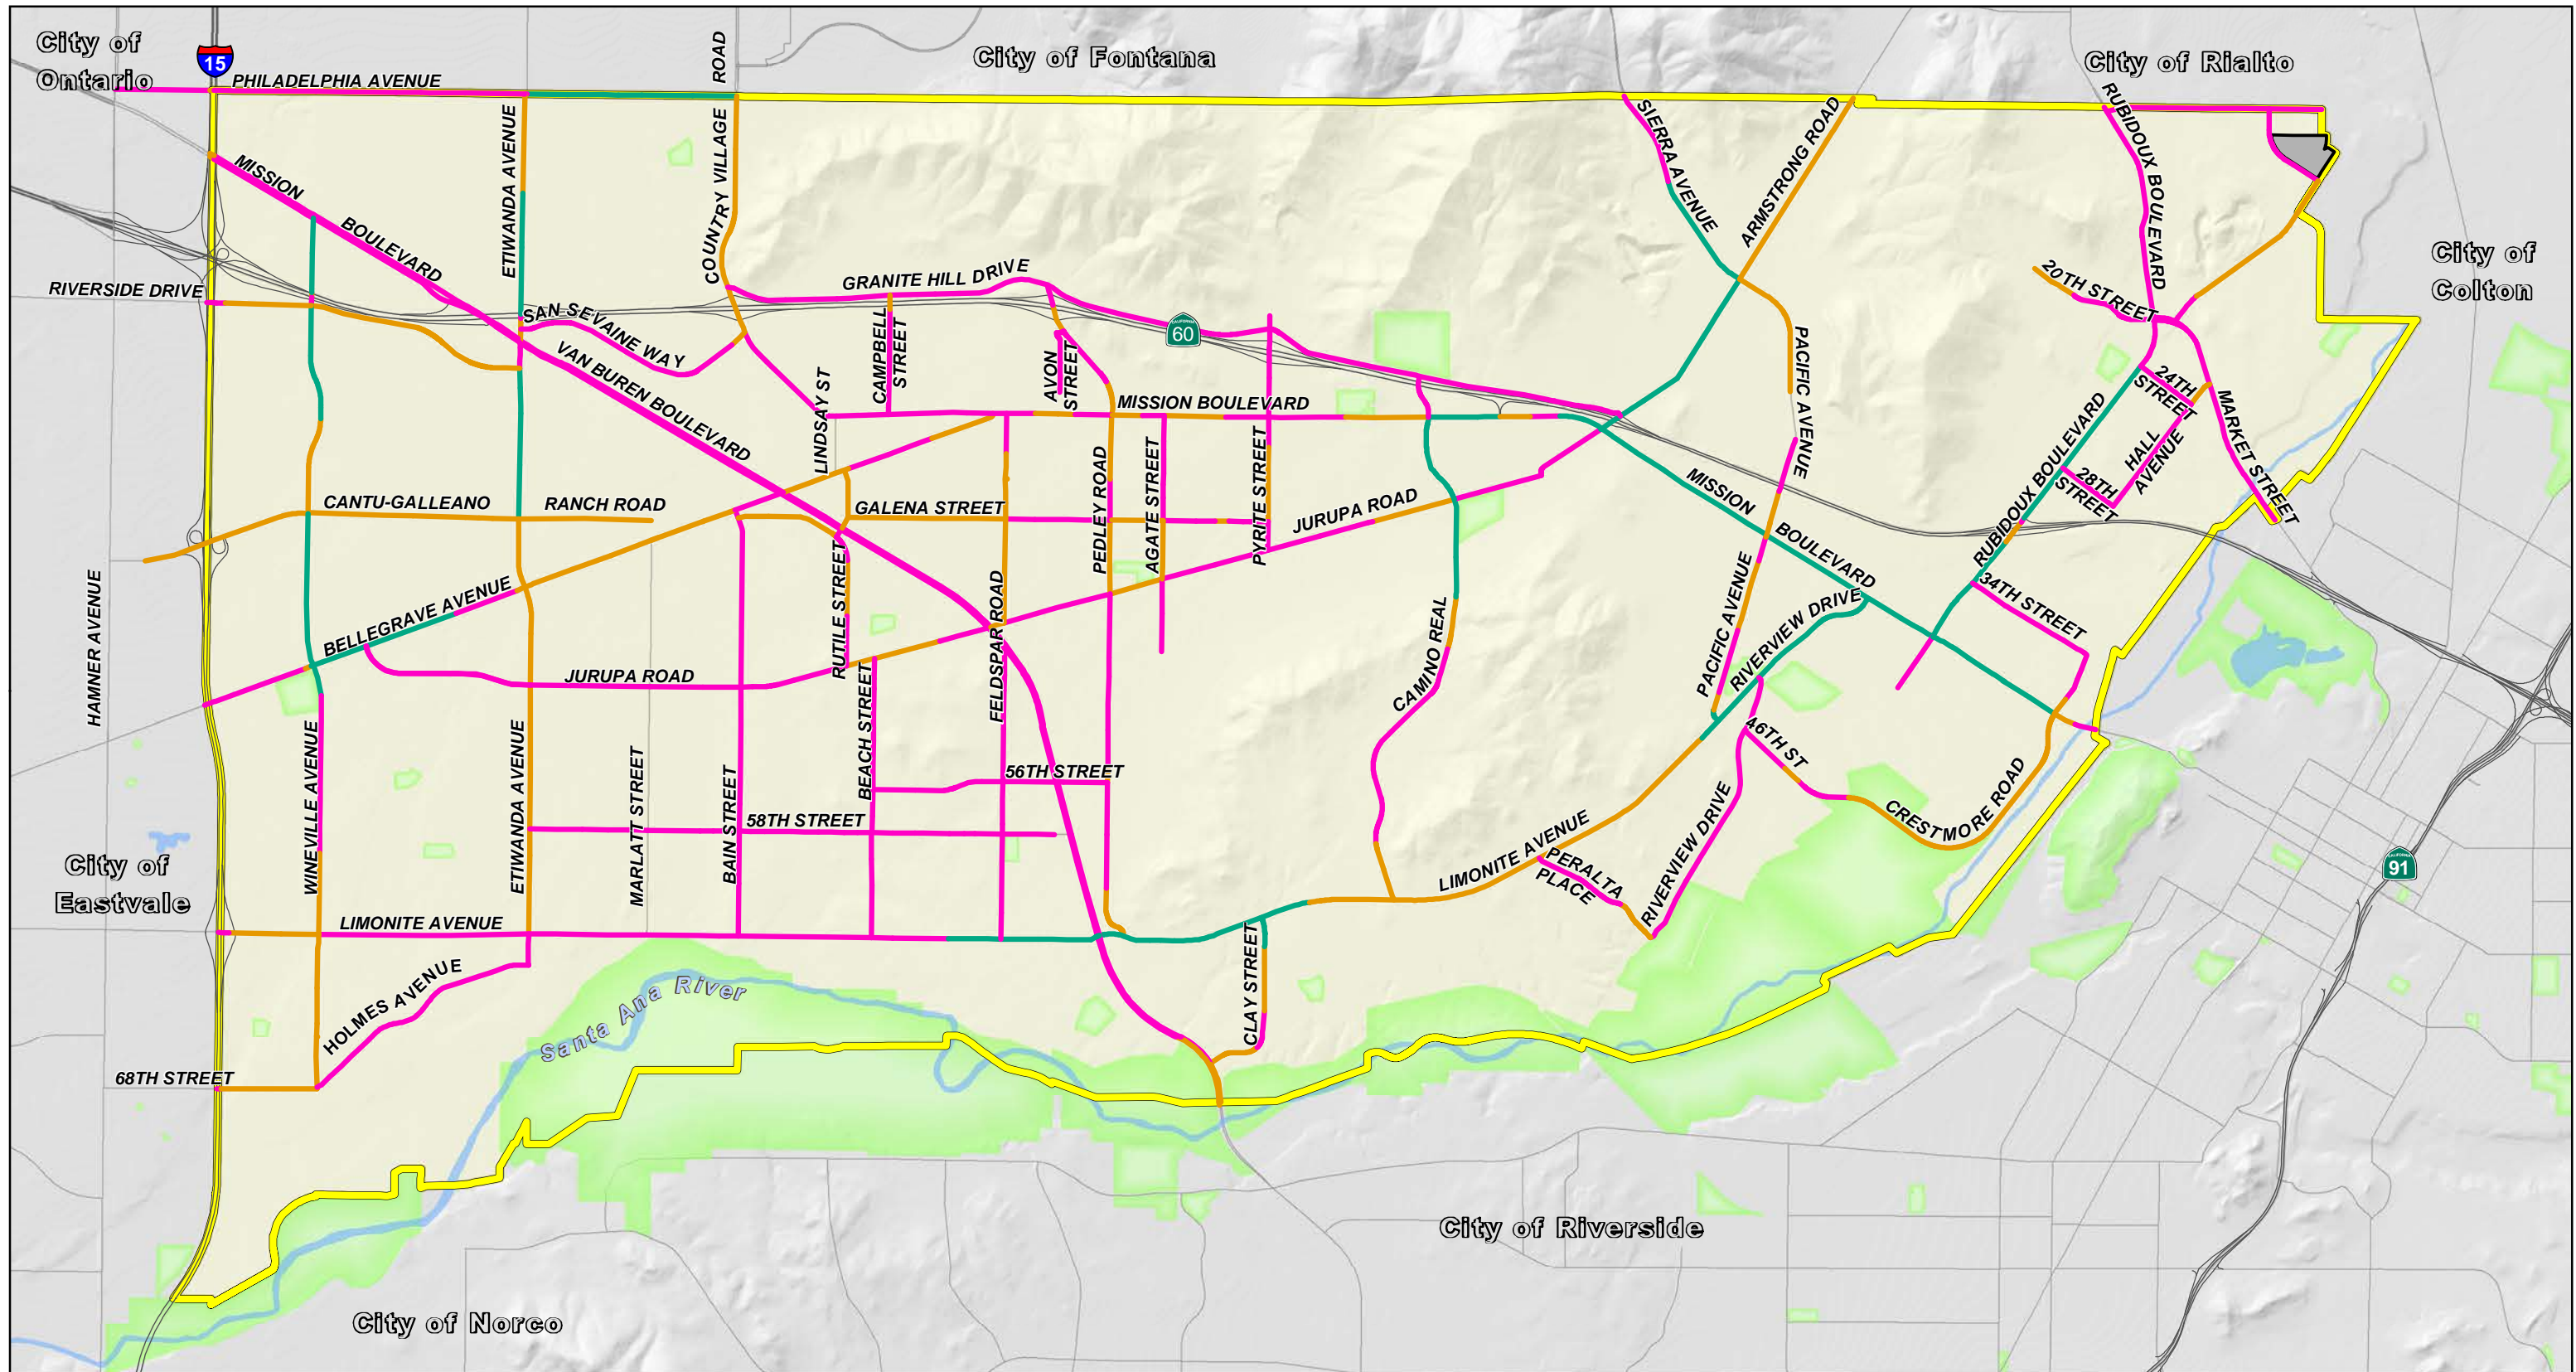 City of
Ontario
15
City of Fontana
ROAD
City of Rialto
PHILADELPHIA AVENUE
ETIWANDA AVENUE
COUNTRY VILLAGE
SIERRA AVENUE
ARMSTRONG ROAD
RUBIDOUX BOULEVARD
MISSION
BOULEVARD
City of
Colton
RIVERSIDE DRIVE
GRANITE HILL DRIVE
20TH STREET
SAN SEVAINE WAY
60
VAN BUREN BOULEVARD
LINDSAY ST
CAMPBELL
STREET
AVON
STREET
MISSION BOULEVARD
PACIFIC AVENUE
24TH
STREET
MARKET STREET
HALL
AVENUE
28TH
STREET
RUBIDOUX BOULEVARD
CANTU-GALLEANO
RANCH ROAD
GALENA STREET
PEDLEY ROAD
AGATE STREET
PYRITE STREET
JURUPA ROAD
MISSION
BOULEVARD
HAMNER AVENUE
BELLEGRAVE AVENUE
RUTILE STREET
FELDSPAR ROAD
CAMINO REAL
PACIFIC AVENUE
RIVERVIEW DRIVE
34TH STREET
JURUPA ROAD
WINEVILLE AVENUE
ETIWANDA AVENUE
MARLATT STREET
BAIN STREET
BEACH STREET
56TH STREET
58TH STREET
46TH ST
CRESTMORE ROAD
RIVERVIEW DRIVE
LIMONITE AVENUE
PERALTA
PLACE
City of
Eastvale
91
LIMONITE AVENUE
HOLMES AVENUE
CLAY STREET
Santa Ana River
68TH STREET
City of Riverside
City of Norco